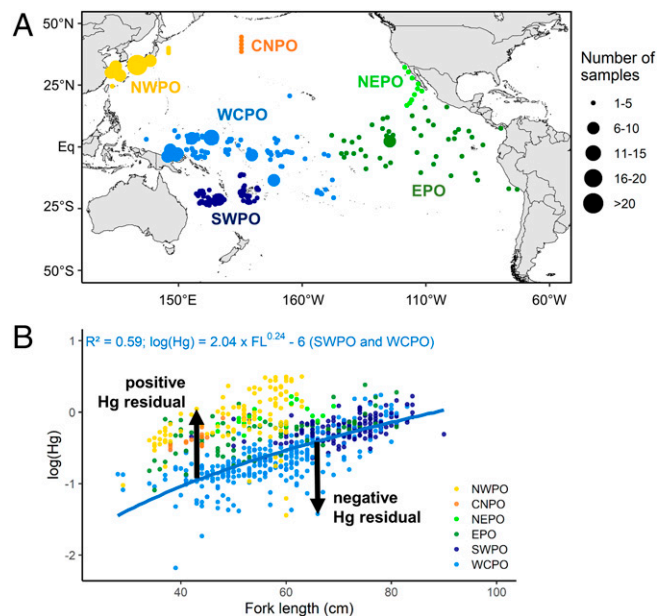 A
50°N
25°N
Eq
25°S
50°S
150°E
160°W
110°W
60°W
NWPO
CNPO
NEPO
WCPO
EPO
SWPO
Number of
samples
1-5
6-10
11-15
16-20
>20
B
R² = 0.59; log(Hg) = 2.04 x FL^0.24 - 6 (SWPO and WCPO)
positive
Hg residual
negative
Hg residual
log(Hg)
1
-0
-1
-2
40
60
80
100
Fork length (cm)
NWPO
CNPO
NEPO
EPO
SWPO
WCPO